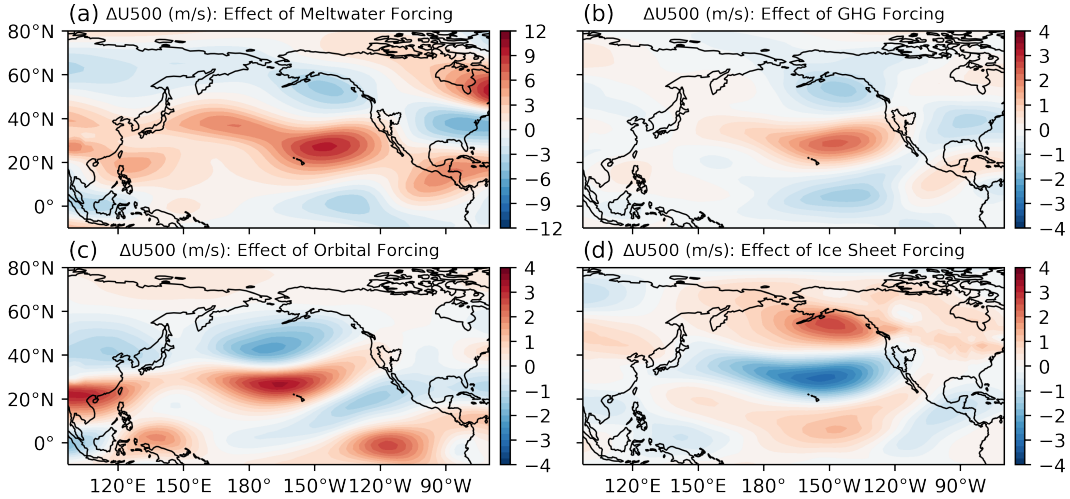 (a) ΔU500 (m/s): Effect of Meltwater Forcing
80°N
60°N
40°N
20°N
0°
12
9
6
3
0
−3
−6
−9
−12
(b) ΔU500 (m/s): Effect of GHG Forcing
4
3
2
1
0
−1
−2
−3
−4
(c) ΔU500 (m/s): Effect of Orbital Forcing
80°N
60°N
40°N
20°N
0°
120°E 150°E 180° 150°W 120°W 90°W
4
3
2
1
0
−1
−2
−3
−4
(d) ΔU500 (m/s): Effect of Ice Sheet Forcing
120°E 150°E 180° 150°W 120°W 90°W
4
3
2
1
0
−1
−2
−3
−4